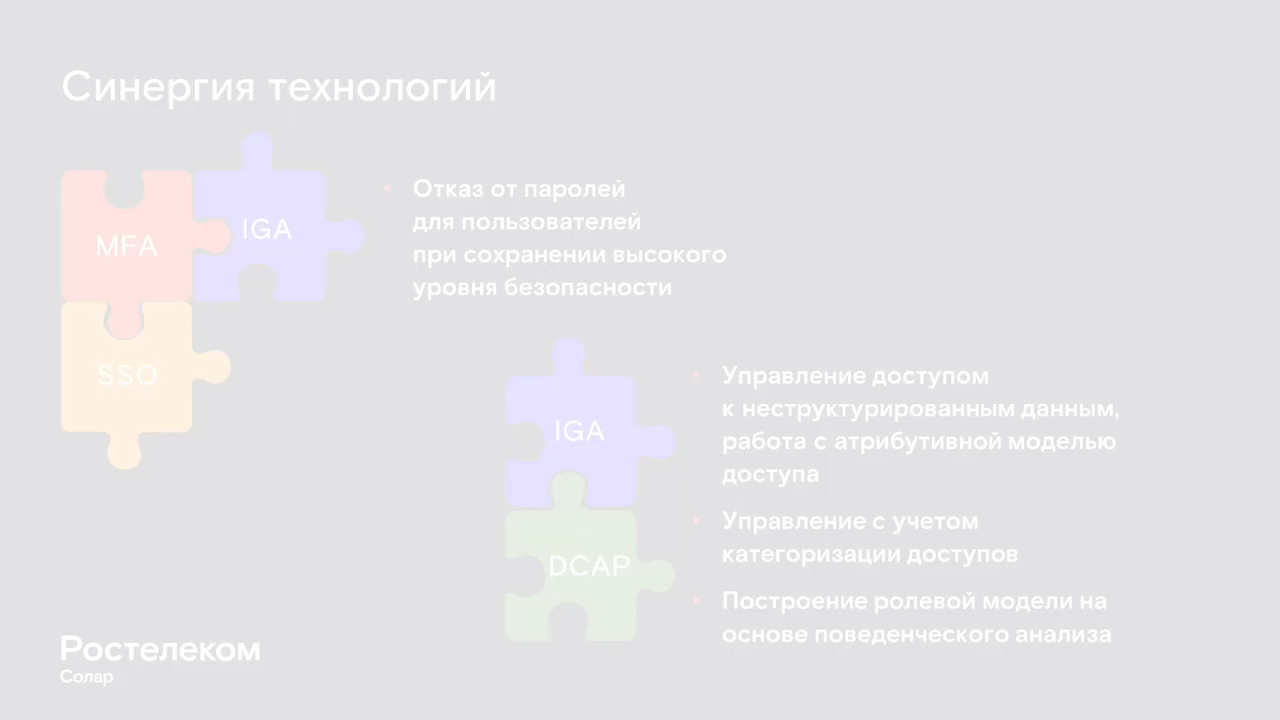 Синергия технологий
MFA
IGA
SSO
Отказ от паролей
для пользователей
при сохранении высокого
уровня безопасности
IGA
DCAP
Управление доступом
к неструктурированным данным,
работа с атрибутивной моделью
доступа
Управление с учетом
категоризации доступов
Построение ролевой модели на
основе поведенческого анализа
Ростелеком
Солар